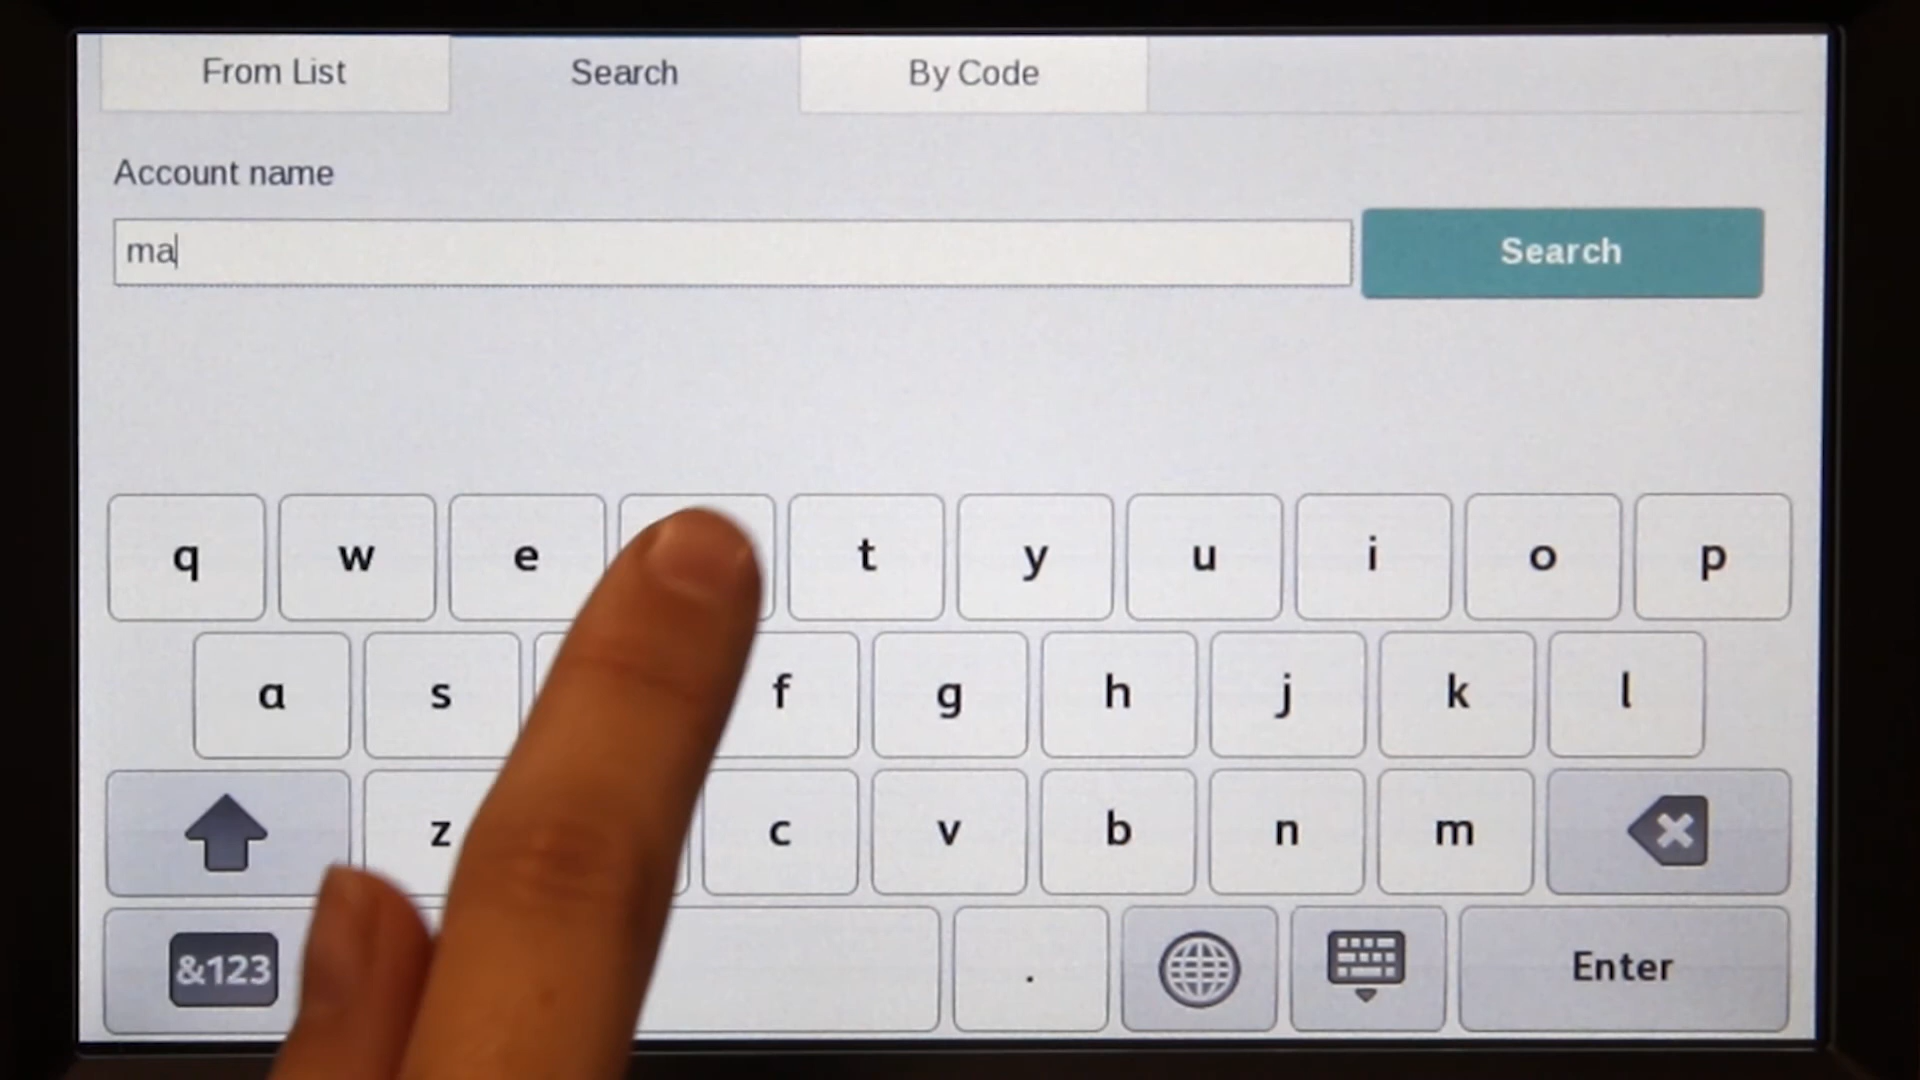 From List Search By Code
Account name
ma
Search
q w e t y u i o p
a s f g h j k l
z c v b n m
&123 . Enter